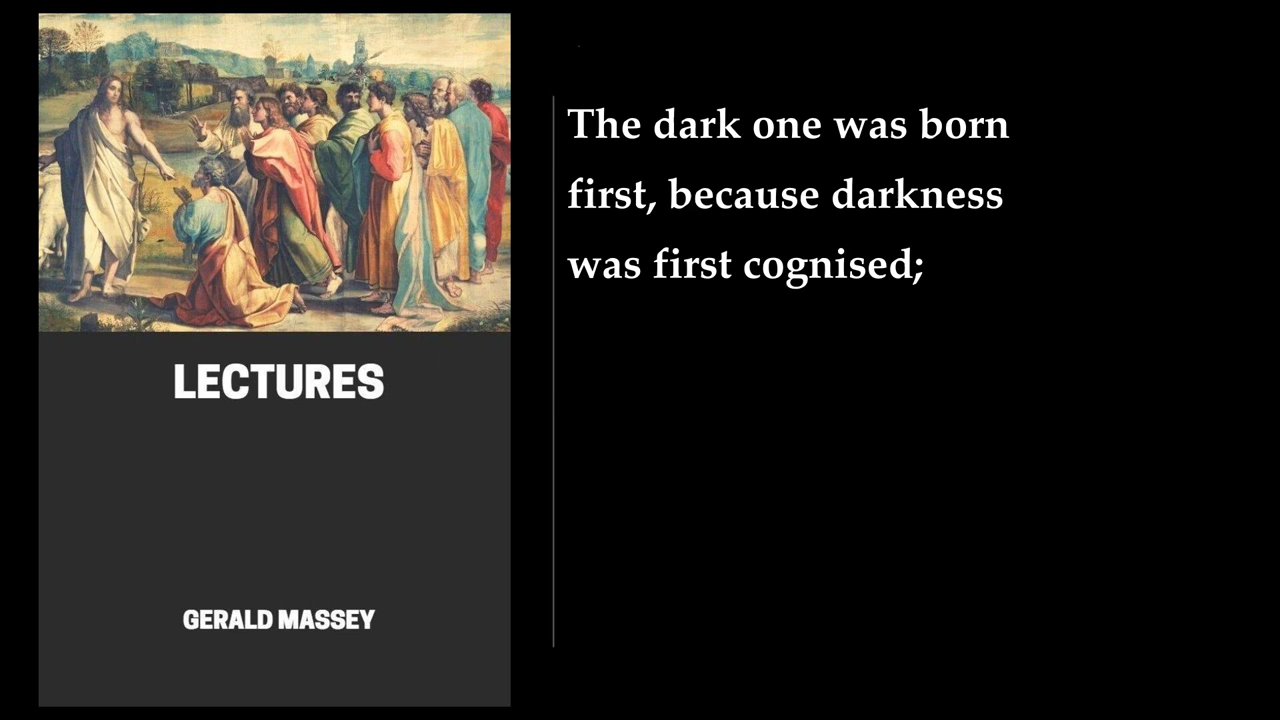 LECTURES
GERALD MASSEY
The dark one was born
first, because darkness
was first cognised;